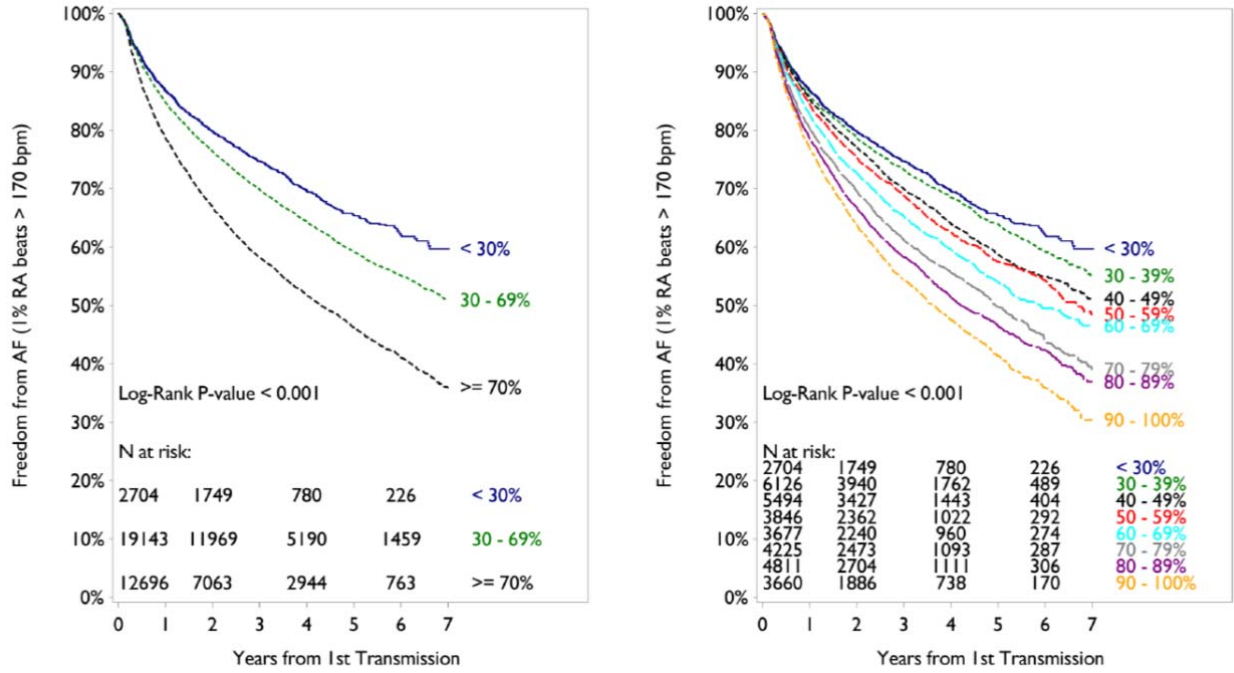 Freedom from AF (1% RA beats > 170 bpm)
100%
90%
80%
70%
60%
50%
40%
30%
20%
10%
0%
< 30%
30 - 69%
>= 70%
Log-Rank P-value < 0.001
N at risk:
2704 1749 780 226 < 30%
19143 11969 5190 1459 30 - 69%
12696 7063 2944 763 >= 70%
0 1 2 3 4 5 6 7
Years from 1st Transmission
Freedom from AF (1% RA beats > 170 bpm)
100%
90%
80%
70%
60%
50%
40%
30%
20%
10%
0%
< 30%
30 - 39%
40 - 49%
50 - 59%
60 - 69%
70 - 79%
80 - 89%
90 - 100%
Log-Rank P-value < 0.001
N at risk:
2704 1749 780 226 < 30%
6126 3940 1762 489 30 - 39%
5494 3427 1443 404 40 - 49%
3846 2362 1022 292 50 - 59%
3677 2240 960 274 60 - 69%
4225 2473 1093 287 70 - 79%
4811 2704 1111 306 80 - 89%
3660 1886 738 170 90 - 100%
0 1 2 3 4 5 6 7
Years from 1st Transmission